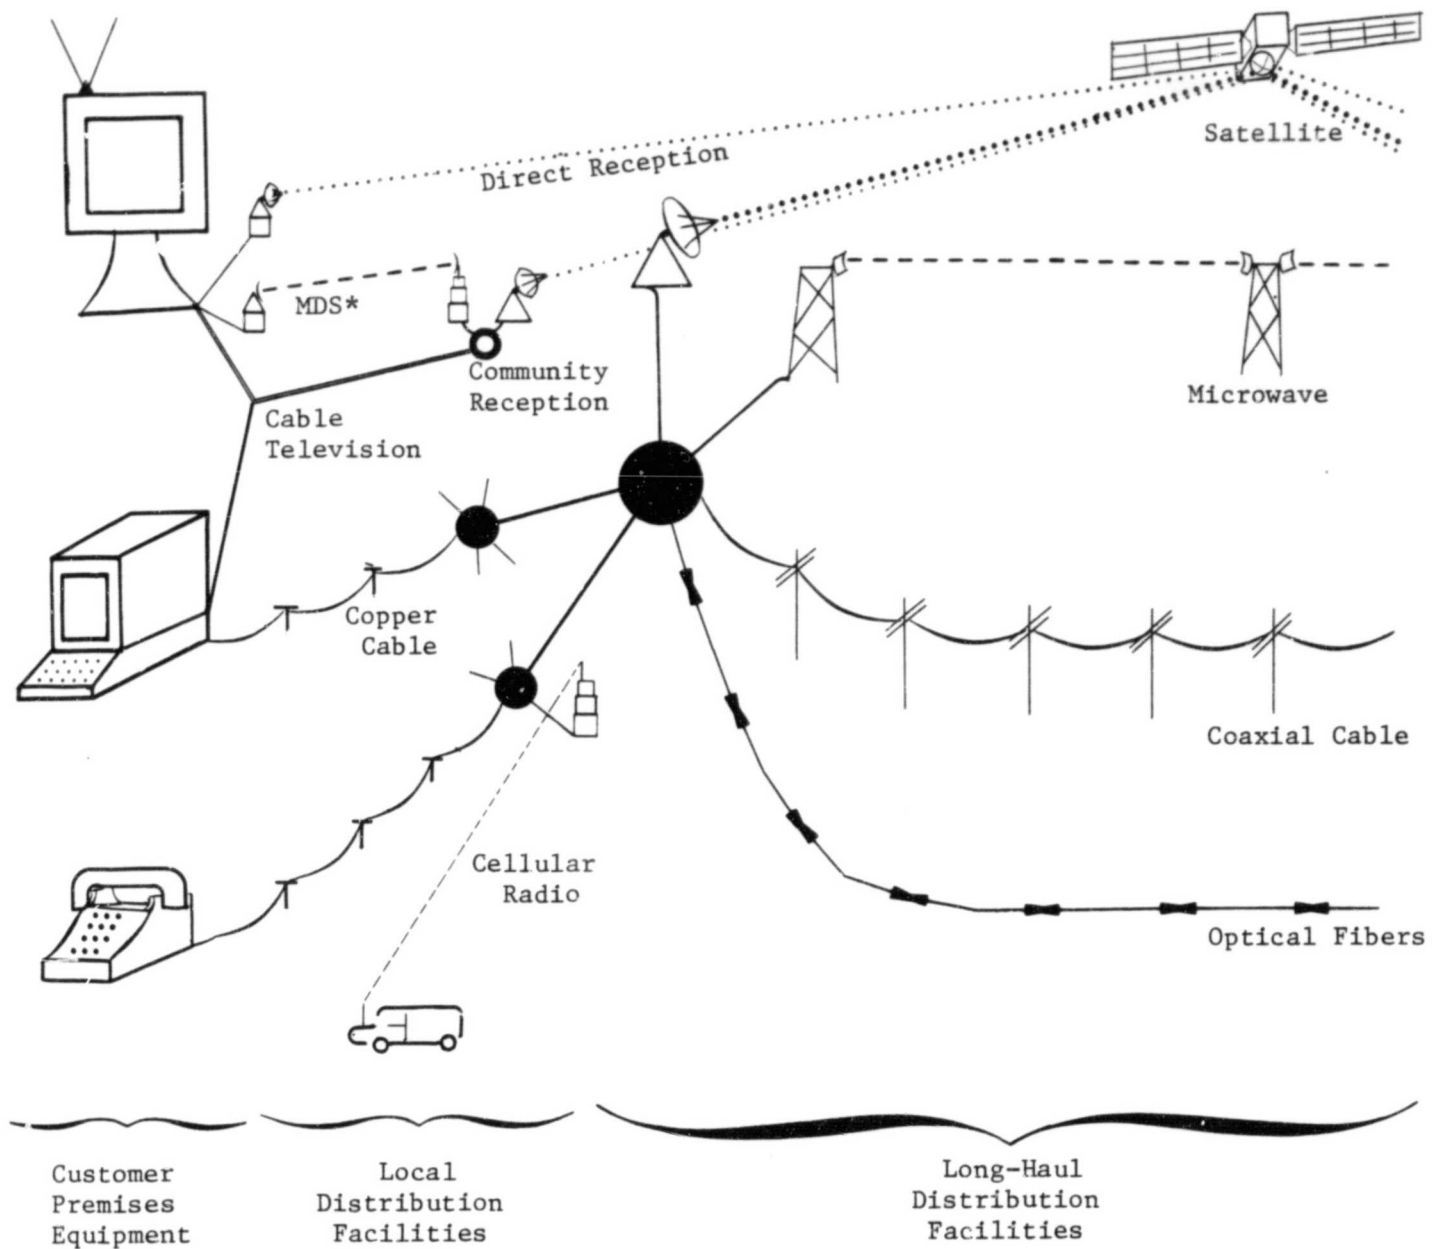 Satellite
Direct Reception
MDS*
Community
Reception
Microwave
Cable
Television
Copper
Cable
Coaxial Cable
Cellular
Radio
Optical Fibers
Customer
Premises
Equipment
Local
Distribution
Facilities
Long-Haul
Distribution
Facilities